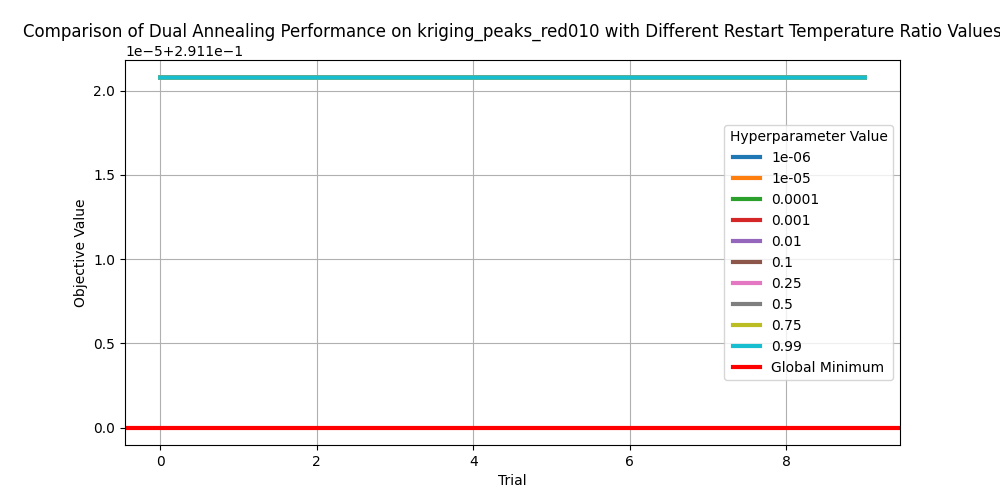 Comparison of Dual Annealing Performance on kriging_peaks_red010 with Different Restart Temperature Ratio Values
1e−5+2.911e−1
2.0
1.5
1.0
0.5
0.0
Objective Value
0
2
4
6
8
Trial
Hyperparameter Value
1e-06
1e-05
0.0001
0.001
0.01
0.1
0.25
0.5
0.75
0.99
Global Minimum